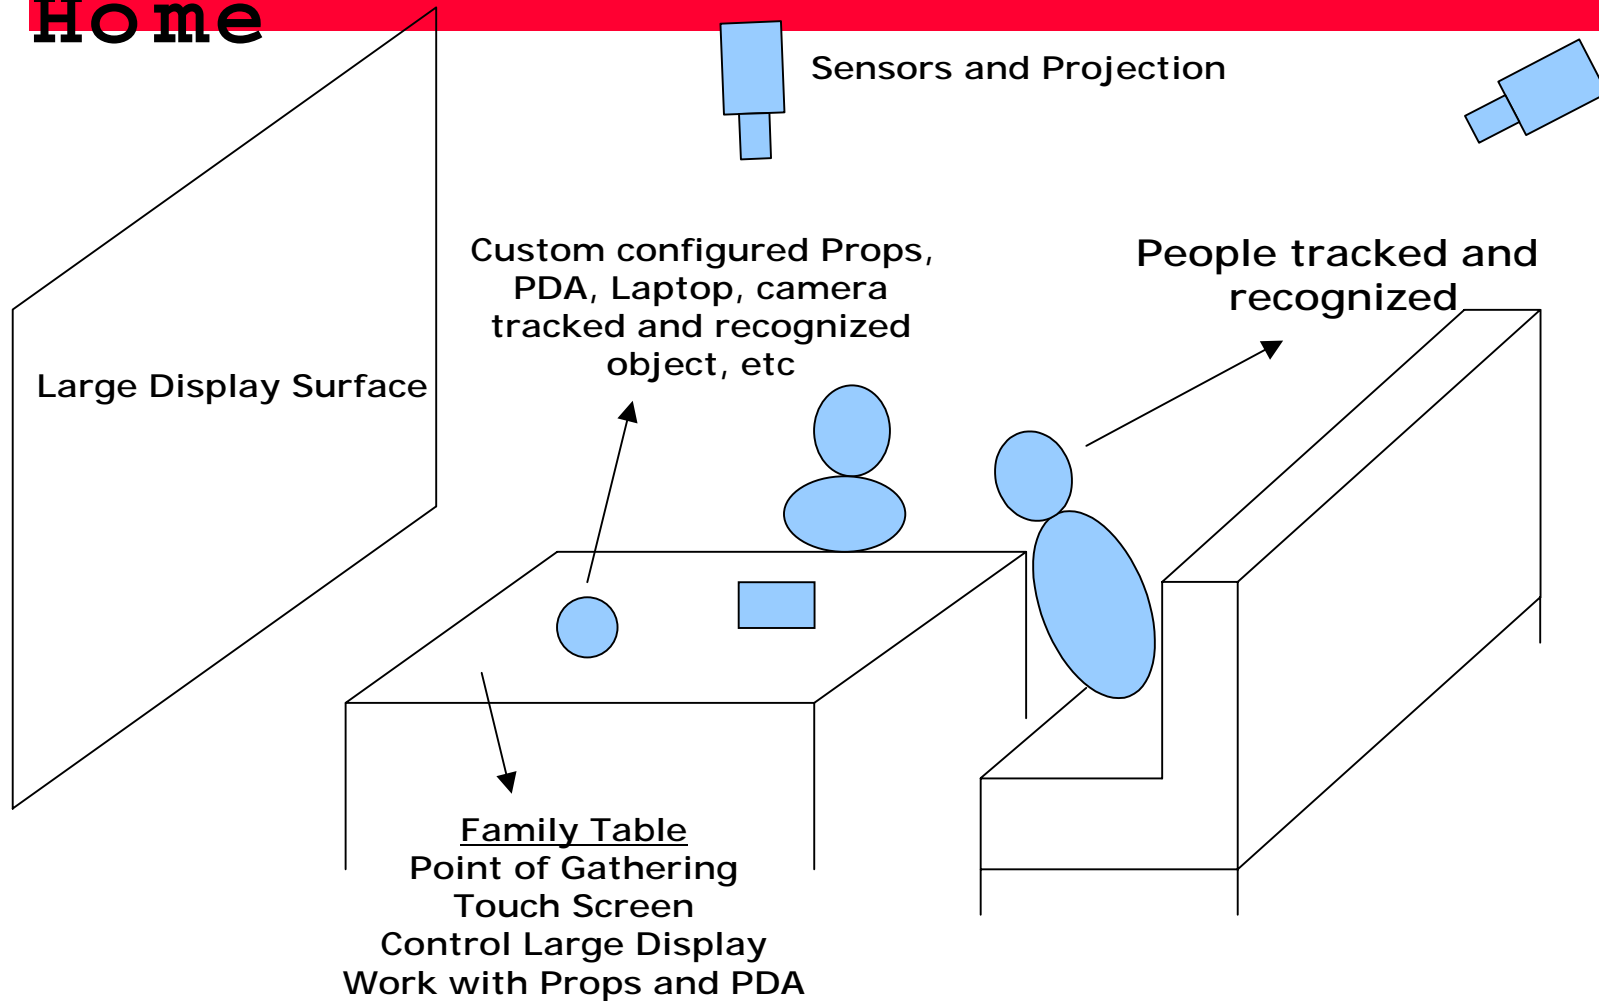 Home
Sensors and Projection
Custom configured Props,
PDA, Laptop, camera
tracked and recognized
object, etc
People tracked and
recognized
Large Display Surface
Family Table
Point of Gathering
Touch Screen
Control Large Display
Work with Props and PDA